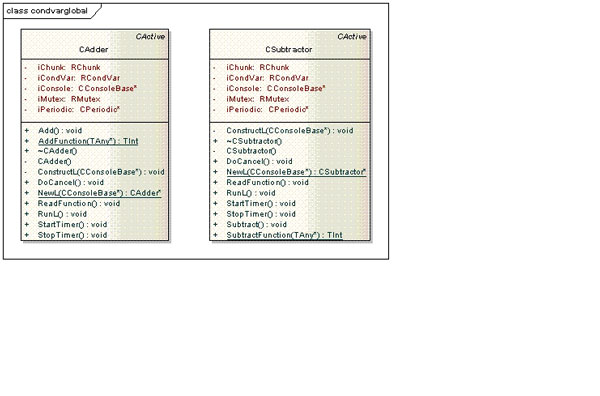 class condvarglobal
CActive
CAdder
- iChunk: RChunk
- iCondVar: RCondVar
- iConsole: CConsoleBase*
- iMutex: RMutex
- iPeriodic: CPeriodic*
+ Add() : void
+ AddFunction(TAny*) : TInt
+ ~CAdder()
- CAdder()
- ConstructL(CConsoleBase*) : void
+ DoCancel() : void
+ NewL(CConsoleBase*) : CAdder*
+ ReadFunction() : void
+ RunL() : void
+ StartTimer() : void
+ StopTimer() : void
CActive
CSubtractor
- iChunk: RChunk
- iCondVar: RCondVar
- iConsole: CConsoleBase*
- iMutex: RMutex
- iPeriodic: CPeriodic*
- ConstructL(CConsoleBase*) : void
+ ~CSubtractor()
- CSubtractor()
+ DoCancel() : void
+ NewL(CConsoleBase*) : CSubtractor*
+ ReadFunction() : void
+ RunL() : void
+ StartTimer() : void
+ StopTimer() : void
+ Subtract() : void
+ SubtractFunction(TAny*) : TInt